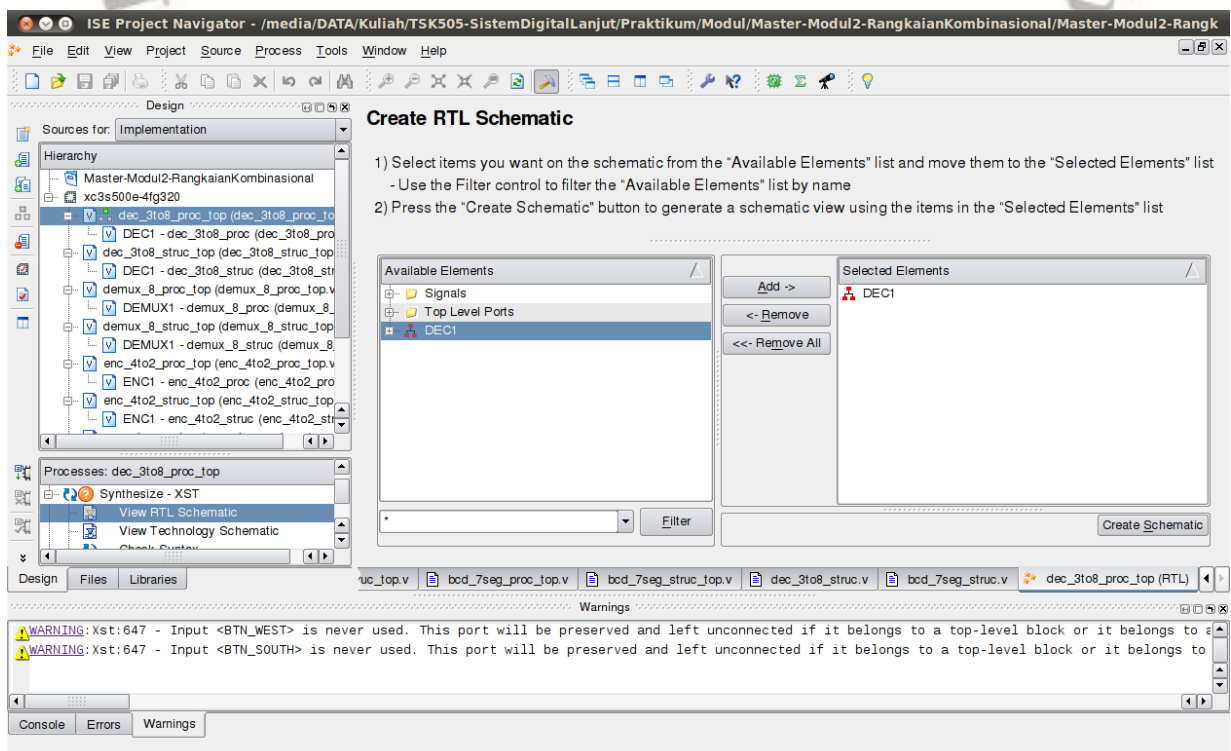 ISE Project Navigator - /media/DATA/Kuliah/TSK505-SistemDigitalLanjut/Praktikum/Modul/Master-Modul2-RangkaianKombinasional/Master-Modul2-Rangk
File Edit View Project Source Process Tools Window Help
Design
Sources for: Implementation
Hierarchy
Master-Modul2-RangkaianKombinasional
xc3s500e-4fg320
dec_3to8_proc_top (dec_3to8_proc_to
DEC1 - dec_3to8_proc (dec_3to8_pro
dec_3to8_struc_top (dec_3to8_struc_top
DEC1 - dec_3to8_struc (dec_3to8_str
demux_8_proc_top (demux_8_proc_top.v
DEMUX1 - demux_8_proc (demux_8_
demux_8_struc_top (demux_8_struc_top
DEMUX1 - demux_8_struc (demux_8_
enc_4to2_proc_top (enc_4to2_proc_top.v
ENC1 - enc_4to2_proc (enc_4to2_pro
enc_4to2_struc_top (enc_4to2_struc_top
ENC1 - enc_4to2_struc (enc_4to2_str
Processes: dec_3to8_proc_top
Synthesize - XST
View RTL Schematic
View Technology Schematic
Check Syntax
Design Files Libraries
Create RTL Schematic
1) Select items you want on the schematic from the "Available Elements" list and move them to the "Selected Elements" list
- Use the Filter control to filter the "Available Elements" list by name
2) Press the "Create Schematic" button to generate a schematic view using the items in the "Selected Elements" list
Available Elements
Signals
Top Level Ports
DEC1
* Filter
Add ->
<- Remove
<<- Remove All
Selected Elements
DEC1
Create Schematic
ruc_top.v bcd_7seg_proc_top.v bcd_7seg_struc_top.v dec_3to8_struc.v bcd_7seg_struc.v dec_3to8_proc_top (RTL)
Warnings
WARNING:Xst:647 - Input <BTN_WEST> is never used. This port will be preserved and left unconnected if it belongs to a top-level block or it belongs to a
WARNING:Xst:647 - Input <BTN_SOUTH> is never used. This port will be preserved and left unconnected if it belongs to a top-level block or it belongs to
Console Errors Warnings